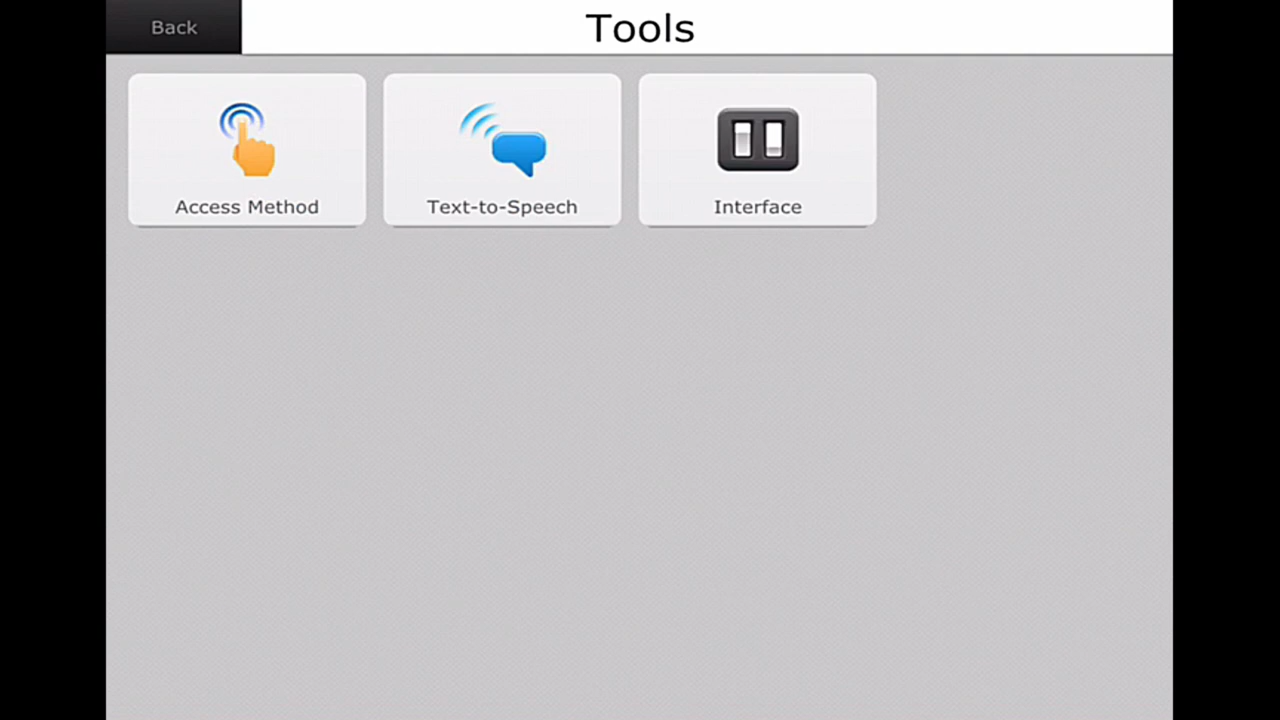 Back
Tools
Access Method
Text-to-Speech
Interface